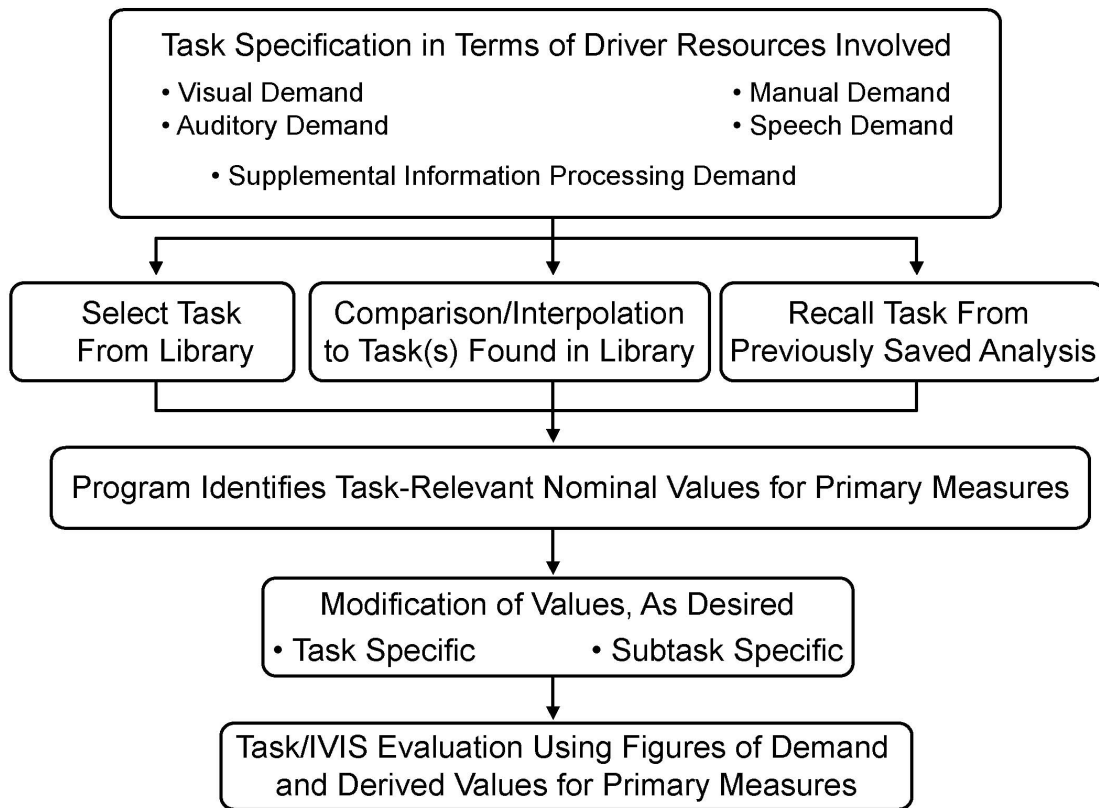 Task Specification in Terms of Driver Resources Involved
• Visual Demand
• Manual Demand
• Auditory Demand
• Speech Demand
• Supplemental Information Processing Demand
Select Task
From Library
Comparison/Interpolation
to Task(s) Found in Library
Recall Task From
Previously Saved Analysis
Program Identifies Task-Relevant Nominal Values for Primary Measures
Modification of Values, As Desired
• Task Specific
• Subtask Specific
Task/IVIS Evaluation Using Figures of Demand
and Derived Values for Primary Measures